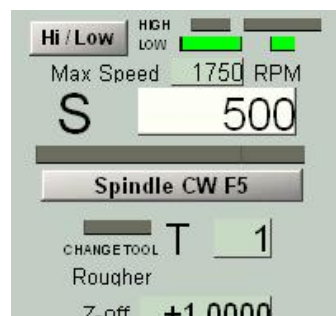 Hi / Low HIGH
LOW
Max Speed 1750 RPM
S 500
Spindle CW F5
CHANGE TOOL T 1
Rougher
Z-off +1.0000